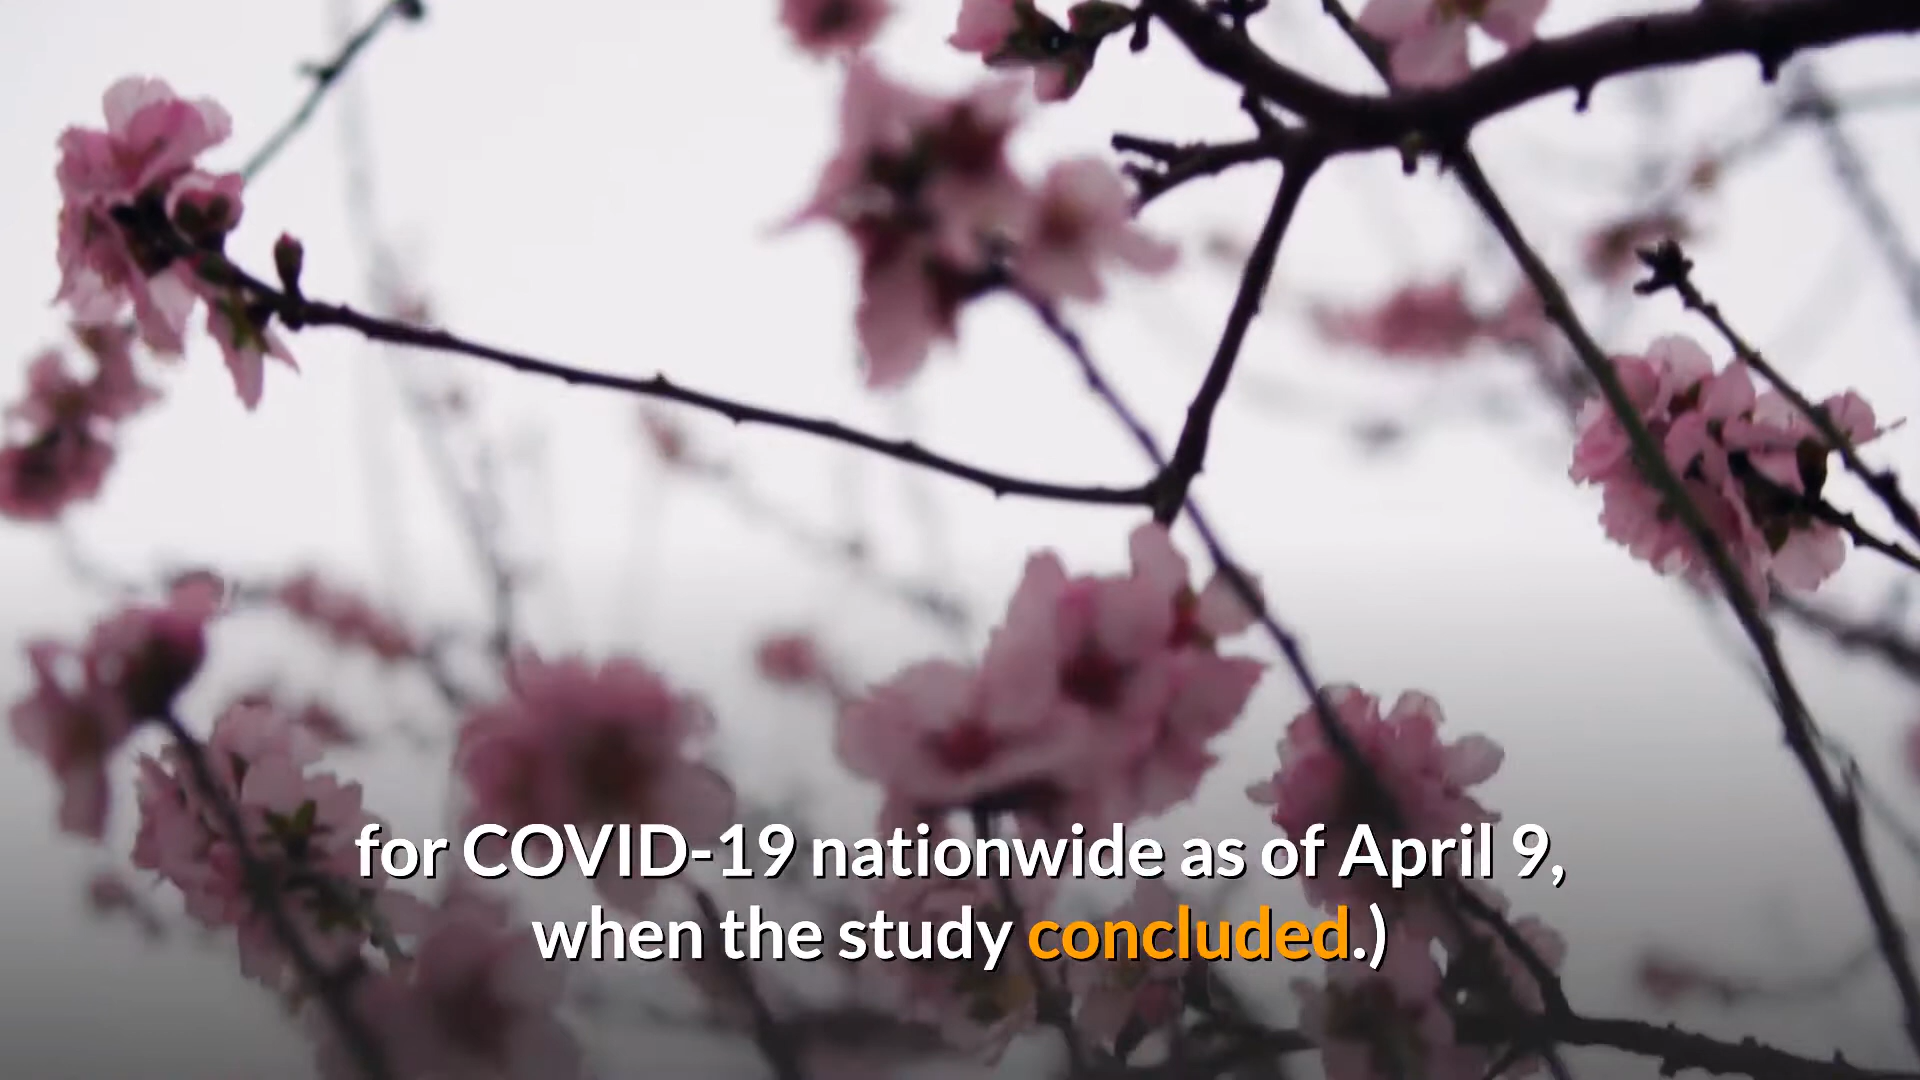 for COVID-19 nationwide as of April 9,
when the study concluded.)